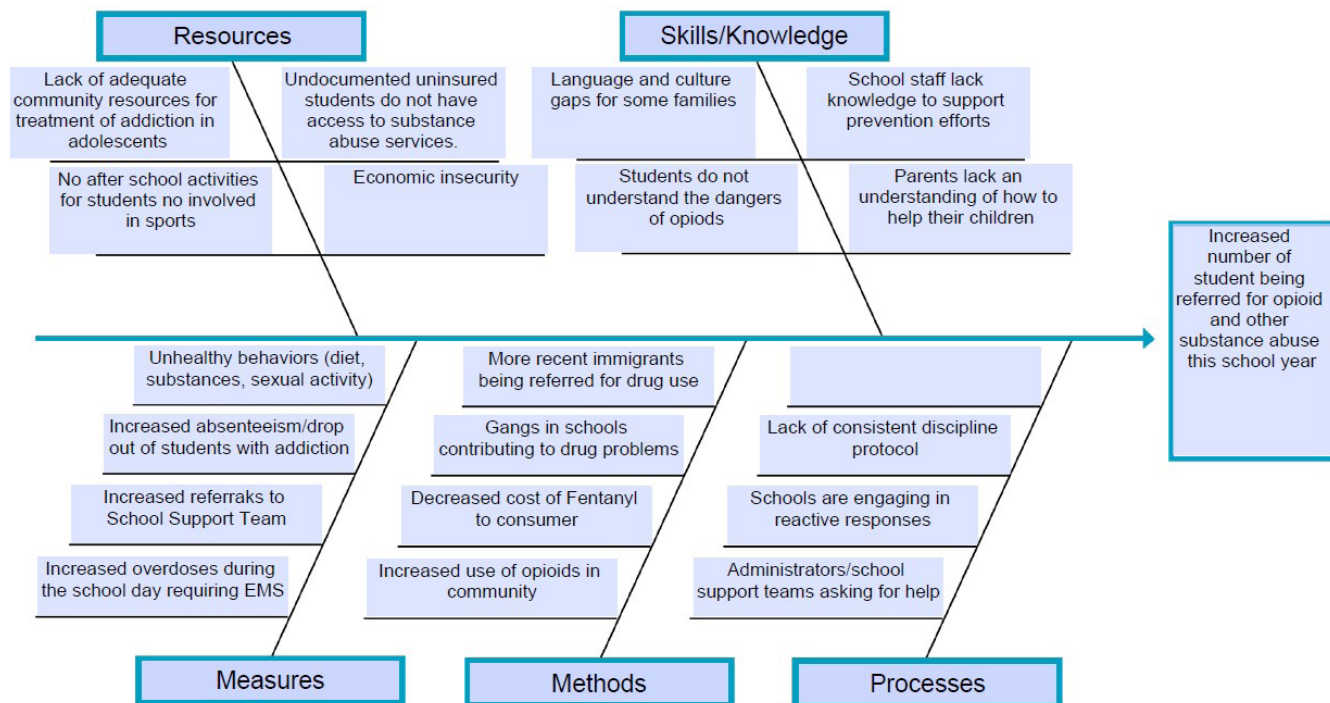 Resources
Lack of adequate
community resources for
treatment of addiction in
adolescents
Undocumented uninsured
students do not have
access to substance
abuse services.
No after school activities
for students no involved
in sports
Economic insecurity
Skills/Knowledge
Language and culture
gaps for some families
School staff lack
knowledge to support
prevention efforts
Students do not
understand the dangers
of opiods
Parents lack an
understanding of how to
help their children
Increased
number of
student being
referred for opioid
and other
substance abuse
this school year
Unhealthy behaviors (diet,
substances, sexual activity)
Increased absenteeism/drop
out of students with addiction
Increased referraks to
School Support Team
Increased overdoses during
the school day requiring EMS
Measures
More recent immigrants
being referred for drug use
Gangs in schools
contributing to drug problems
Decreased cost of Fentanyl
to consumer
Increased use of opioids in
community
Methods
Lack of consistent discipline
protocol
Schools are engaging in
reactive responses
Administrators/school
support teams asking for help
Processes